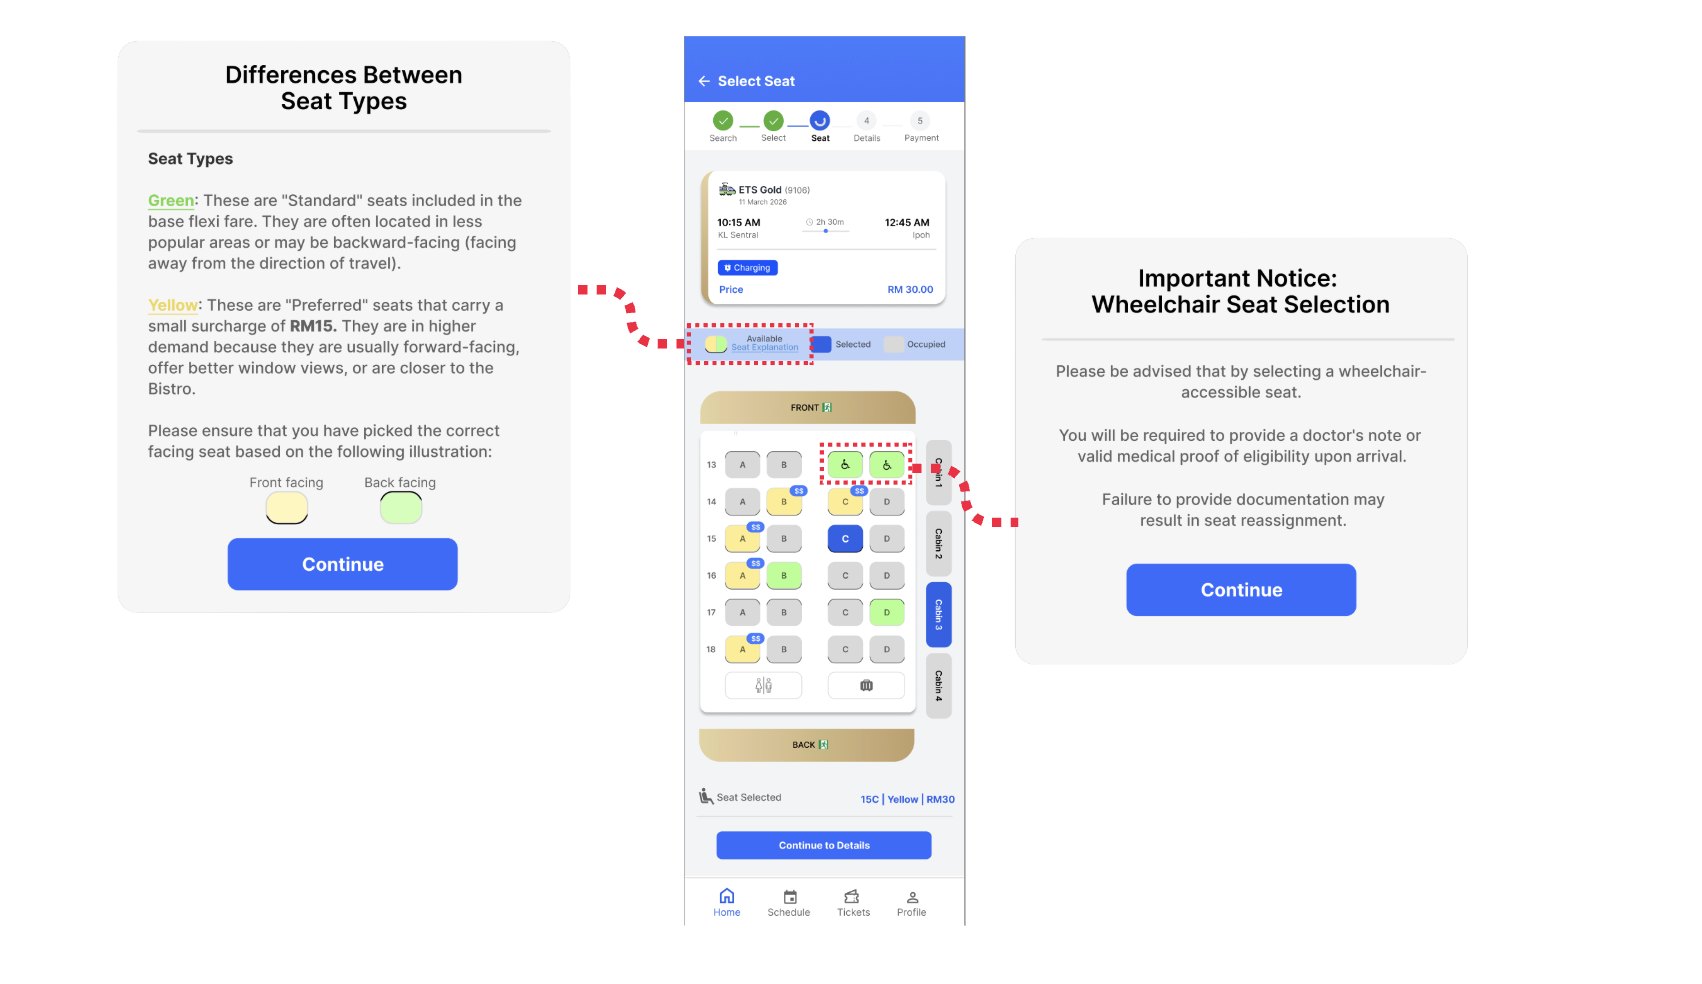 Differences Between
Seat Types
Seat Types
Green: These are "Standard" seats included in the
base flexi fare. They are often located in less
popular areas or may be backward-facing (facing
away from the direction of travel).
Yellow: These are "Preferred" seats that carry a
small surcharge of RM15. They are in higher
demand because they are usually forward-facing,
offer better window views, or are closer to the
Bistro.
Please ensure that you have picked the correct
facing seat based on the following illustration:
Front facing Back facing
Continue
Select Seat
4 5
Search Select Seat Details Payment
ETS Gold (9106)
11 March 2026
10:15 AM 2h 30m 12:45 AM
KL Sentral Ipoh
Charging
Price RM 30.00
Available
Seat Explanation
Selected Occupied
FRONT
13 A B
$$ $$
14 A B C D
$$
15 A B C D
$$
16 A B C D
17 A B C D
$$
18 A B C D
Cabin 1
Cabin 2
Cabin 3
Cabin 4
BACK
Seat Selected 15C | Yellow | RM30
Continue to Details
Home Schedule Tickets Profile
Important Notice:
Wheelchair Seat Selection
Please be advised that by selecting a wheelchair-
accessible seat.
You will be required to provide a doctor's note or
valid medical proof of eligibility upon arrival.
Failure to provide documentation may
result in seat reassignment.
Continue